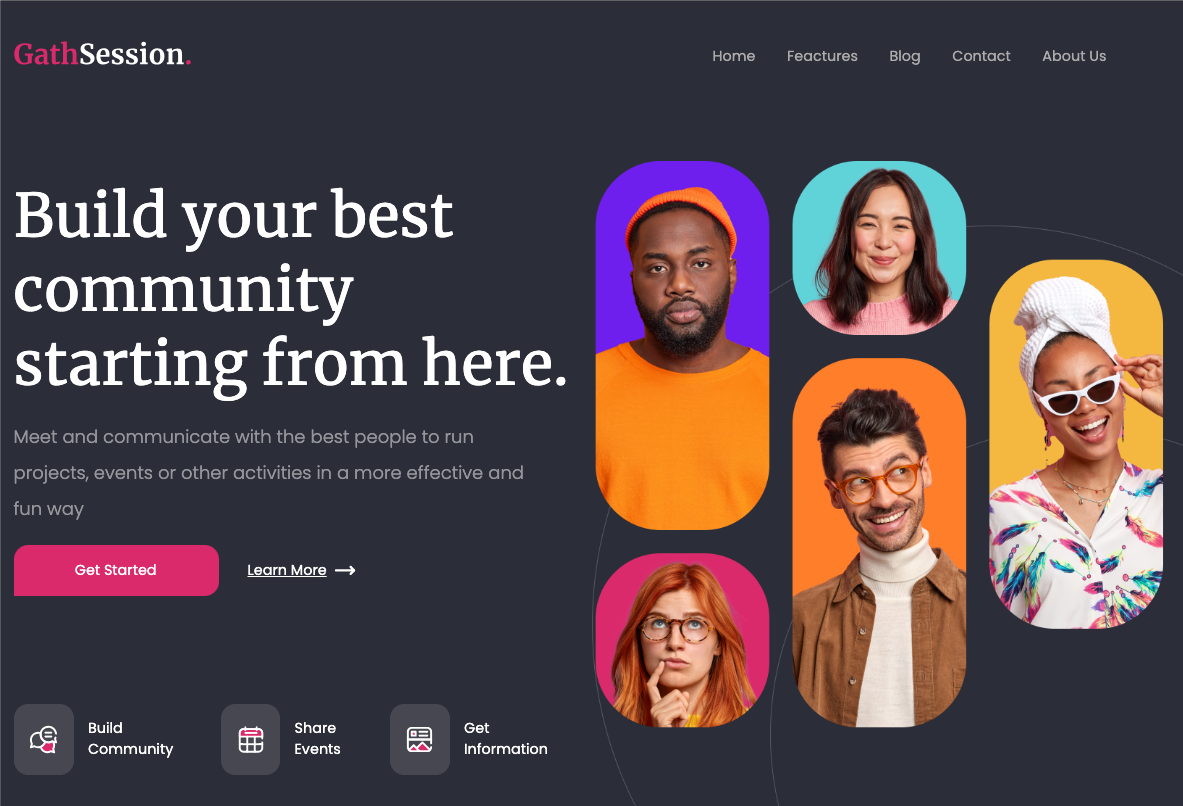 GathSession.
Home Feactures Blog Contact About Us
Build your best
community
starting from here.
Meet and communicate with the best people to run
projects, events or other activities in a more effective and
fun way
Get Started
Learn More
Build
Community
Share
Events
Get
Information